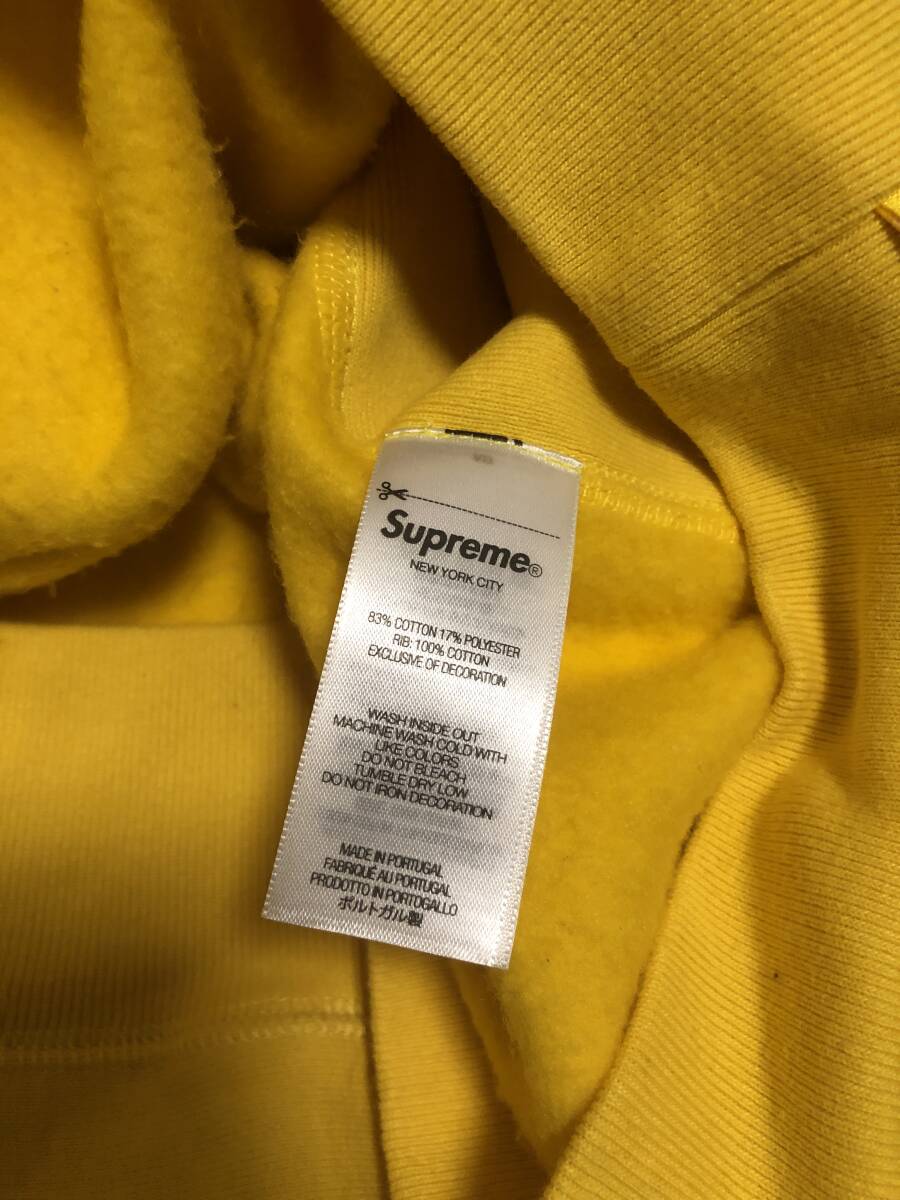 Supreme®
NEW YORK CITY
83% COTTON 17% POLYESTER
RIB: 100% COTTON
EXCLUSIVE OF DECORATION
WASH INSIDE OUT
MACHINE WASH COLD WITH
LIKE COLORS
DO NOT BLEACH
TUMBLE DRY LOW
DO NOT IRON DECORATION
MADE IN PORTUGAL
FABRIQUÉ AU PORTUGAL
PRODOTTO IN PORTOGALLO
ポルトガル製